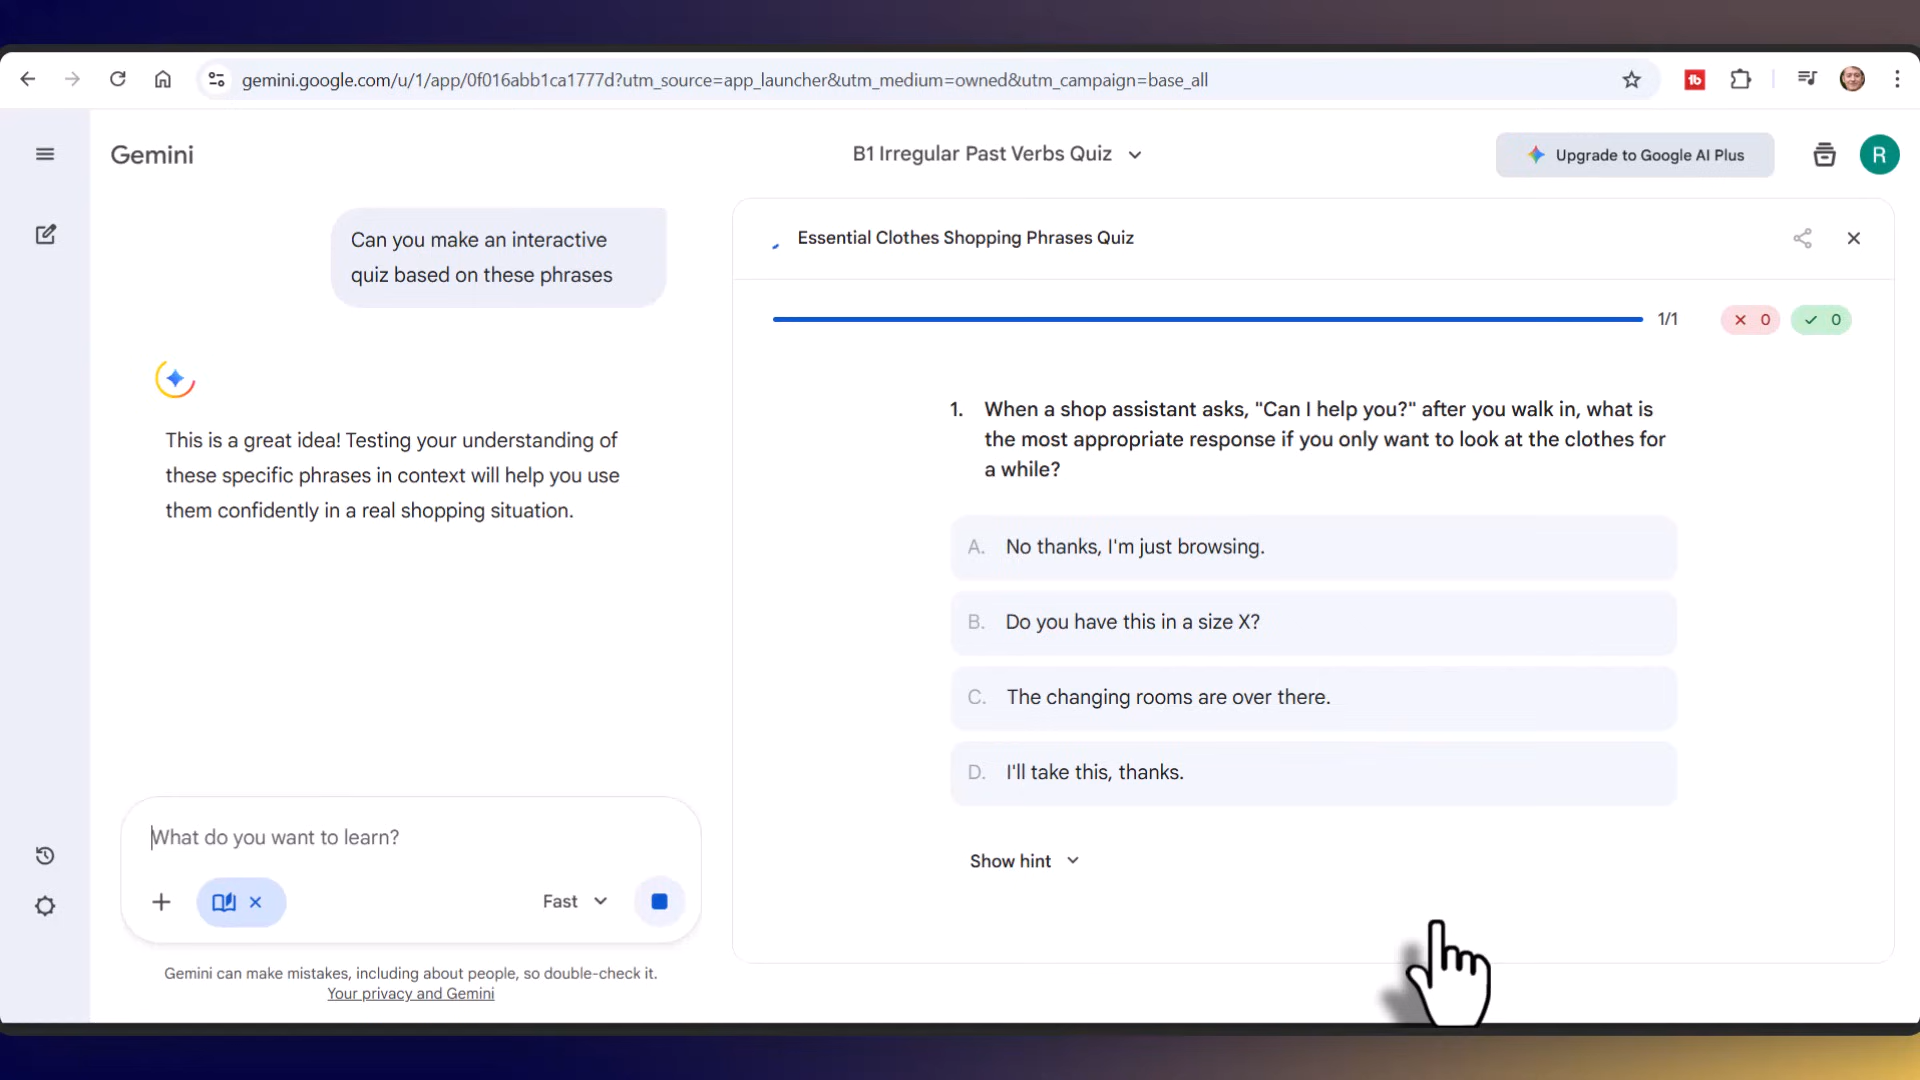 gemini.google.com/u/1/app/0f016abb1ca1777d?utm_source=app_launcher&utm_medium=owned&utm_campaign=base_all
Gemini
B1 Irregular Past Verbs Quiz
Upgrade to Google AI Plus
R
Can you make an interactive
quiz based on these phrases
This is a great idea! Testing your understanding of
these specific phrases in context will help you use
them confidently in a real shopping situation.
What do you want to learn?
Fast
Gemini can make mistakes, including about people, so double-check it.
Your privacy and Gemini
Essential Clothes Shopping Phrases Quiz
1/1
0
0
1. When a shop assistant asks, "Can I help you?" after you walk in, what is
the most appropriate response if you only want to look at the clothes for
a while?
A. No thanks, I'm just browsing.
B. Do you have this in a size X?
C. The changing rooms are over there.
D. I'll take this, thanks.
Show hint